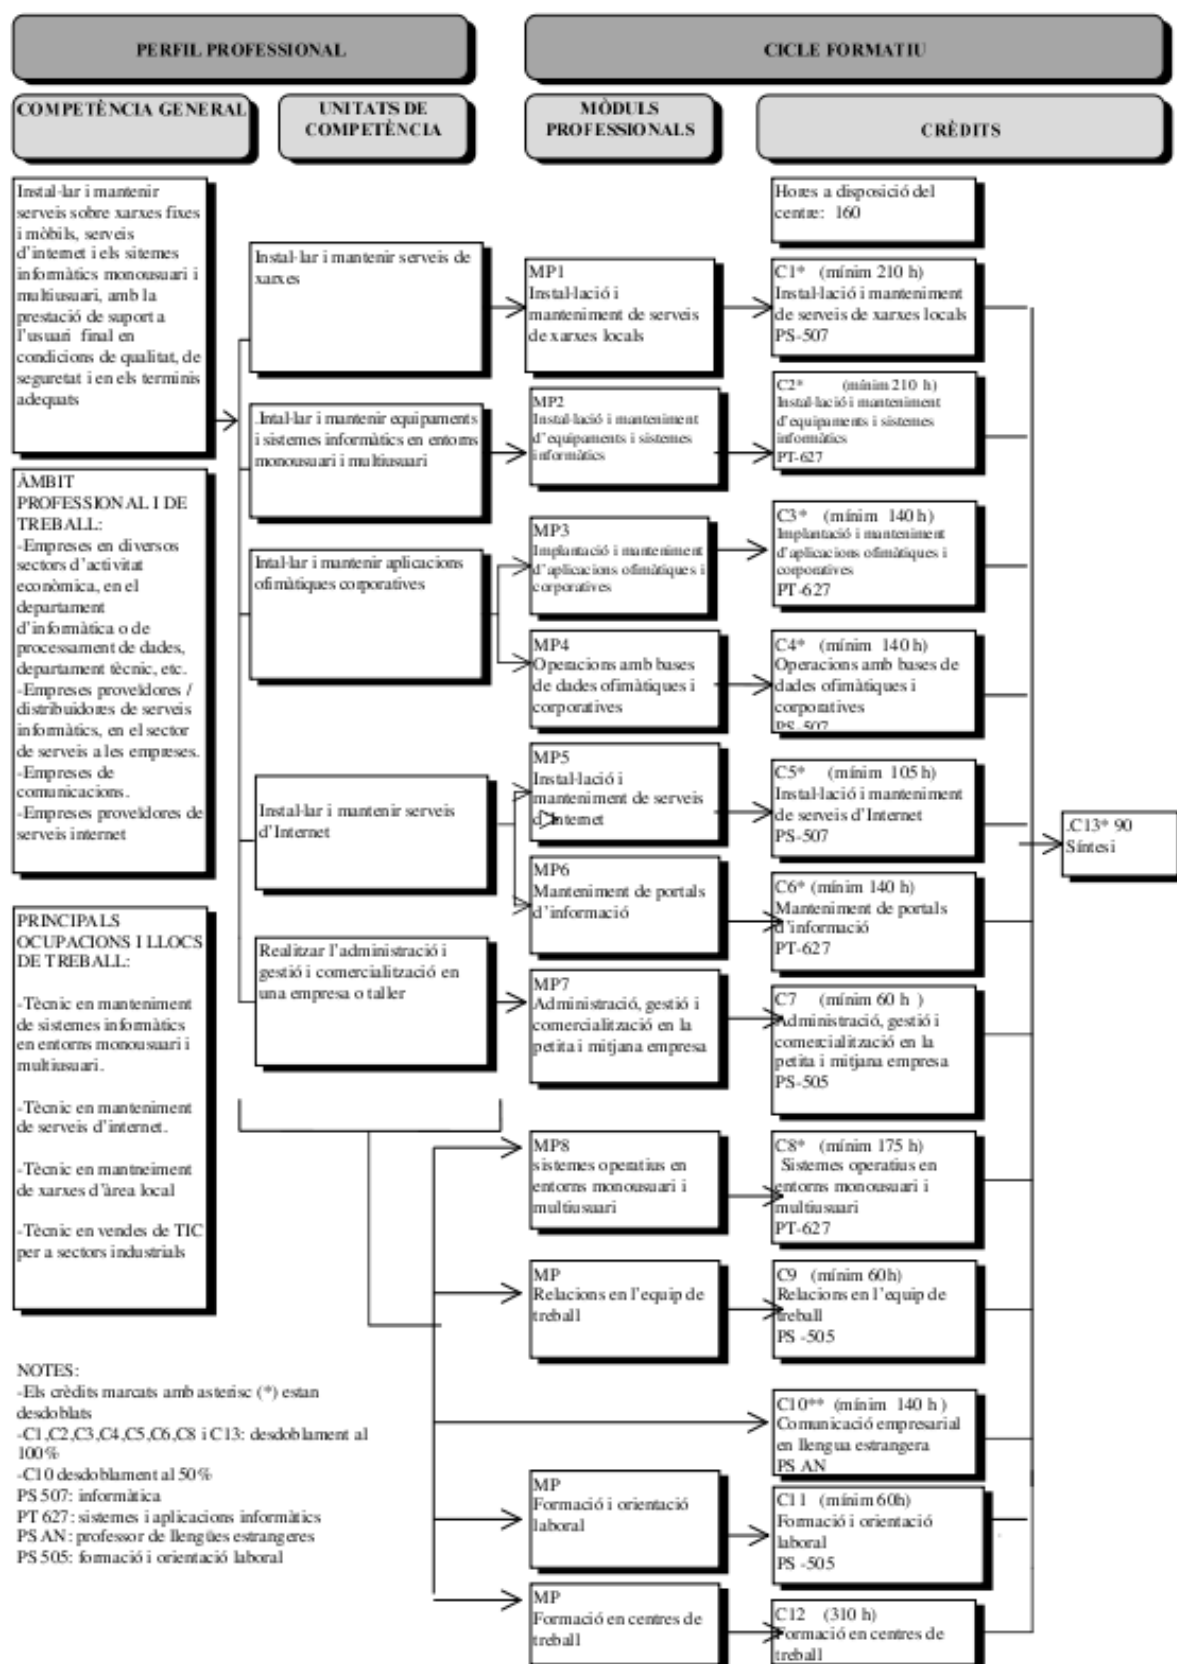 PERFIL PROFESSIONAL
CICLE FORMATIU
COMPETÈNCIA GENERAL
UNITATS DE
COMPETÈNCIA
MÒDULS
PROFESSIONALS
CRÈDITS
Instal·lar i mantenir
serveis sobre xarxes fixes
i mòbils, serveis
d'internet i els sitemes
informàtics monousuari i
multiusuari, amb la
prestació de suport a
l'usuari final en
condicions de qualitat, de
seguretat i en els terminis
adequats
ÀMBIT
PROFESSIONAL I DE
TREBALL:
-Empreses en diversos
sectors d'activitat
econòmica, en el
departament
d'informàtica o de
processament de dades,
departament tècnic, etc.
-Empreses proveïdores /
distribuidores de serveis
informàtics, en el sector
de serveis a les empreses.
-Empreses de
comunicacions.
-Empreses proveïdores de
serveis internet
PRINCIPALS
OCUPACIONS I LLOCS
DE TREBALL:
-Tècnic en manteniment
de sistemes informàtics
en entorns monousuari i
multiusuari.
-Tècnic en manteniment
de serveis d'internet.
-Tècnic en mantneiment
de xarxes d'àrea local
-Tècnic en vendes de TIC
per a sectors industrials
NOTES:
-Els crèdits marcats amb asterisc (*) estan
desdoblats
-C1,C2,C3,C4,C5,C6,C8 i C13: desdoblament al
100%
-C10 desdoblament al 50%
PS 507: informàtica
PT 627: sistemes i aplicacions informàtics
PS AN: professor de llengües estrangeres
PS 505: formació i orientació laboral
Instal·lar i mantenir serveis de
xarxes
.Intal·lar i mantenir equipaments
i sistemes informàtics en entorns
monousuari i multiusuari
Intal·lar i mantenir aplicacions
ofimàtiques corporatives
Instal·lar i mantenir serveis
d'Internet
Realitzar l'administració i
gestió i comercialització en
una empresa o taller
MP1
Instal·lació i
manteniment de serveis
de xarxes locals
MP2
Instal·lació i manteniment
d'equipaments i sistemes
informàtics
MP3
Implantació i manteniment
d'aplicacions ofimàtiques i
corporatives
MP4
Operacions amb bases
de dades ofimàtiques i
corporatives
MP5
Instal·lació i
manteniment de serveis
d'Internet
MP6
Manteniment de portals
d'informació
MP7
Administració, gestió i
comercialització en la
petita i mitjana empresa
MP8
sistemes operatius en
entorns monousuari i
multiusuari
MP
Relacions en l'equip de
treball
MP
Formació i orientació
laboral
MP
Formació en centres de
treball
Hores a disposició del
centre: 160
C1* (mínim 210 h)
Instal·lació i manteniment
de serveis de xarxes locals
PS-507
C2* (mínim 210 h)
Instal·lació i manteniment
d'equipaments i sistemes
informàtics
PT-627
C3* (mínim 140 h)
Implantació i manteniment
d'aplicacions ofimàtiques i
corporatives
PT-627
C4* (mínim 140 h)
Operacions amb bases de
dades ofimàtiques i
corporatives
PS-507
C5* (mínim 105 h)
Instal·lació i manteniment
de serveis d'Internet
PS-507
C6* (mínim 140 h)
Manteniment de portals
d'informació
PT-627
C7 (mínim 60 h )
Administració, gestió i
comercialització en la
petita i mitjana empresa
PS-505
C8* (mínim 175 h)
Sistemes operatius en
entorns monousuari i
multiusuari
PT-627
C9 (mínim 60h)
Relacions en l'equip de
treball
PS -505
C10** (mínim 140 h )
Comunicació empresarial
en llengua estrangera
PS AN
C11 (mínim 60h)
Formació i orientació
laboral
PS -505
C12 (310 h)
Formació en centres de
treball
.C13* 90
Síntesi